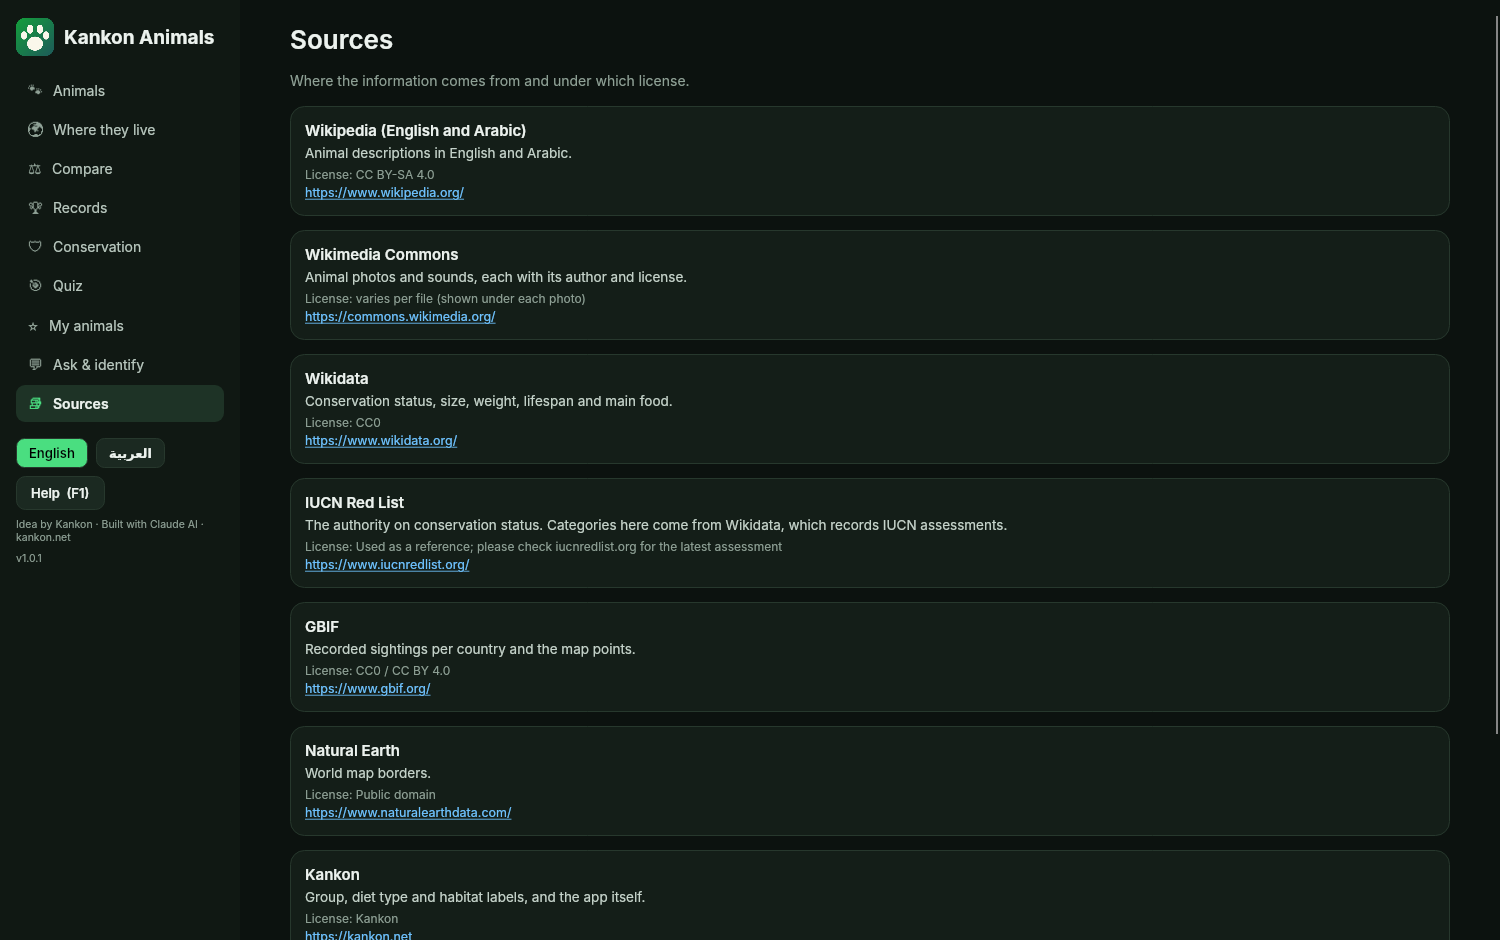 Kankon Animals
Animals
Where they live
Compare
Records
Conservation
Quiz
My animals
Ask & identify
Sources
English
العربية
Help (F1)
Idea by Kankon · Built with Claude AI ·
kankon.net
v1.0.1
Sources
Where the information comes from and under which license.
Wikipedia (English and Arabic)
Animal descriptions in English and Arabic.
License: CC BY-SA 4.0
https://www.wikipedia.org/
Wikimedia Commons
Animal photos and sounds, each with its author and license.
License: varies per file (shown under each photo)
https://commons.wikimedia.org/
Wikidata
Conservation status, size, weight, lifespan and main food.
License: CC0
https://www.wikidata.org/
IUCN Red List
The authority on conservation status. Categories here come from Wikidata, which records IUCN assessments.
License: Used as a reference; please check iucnredlist.org for the latest assessment
https://www.iucnredlist.org/
GBIF
Recorded sightings per country and the map points.
License: CC0 / CC BY 4.0
https://www.gbif.org/
Natural Earth
World map borders.
License: Public domain
https://www.naturalearthdata.com/
Kankon
Group, diet type and habitat labels, and the app itself.
License: Kankon
https://kankon.net